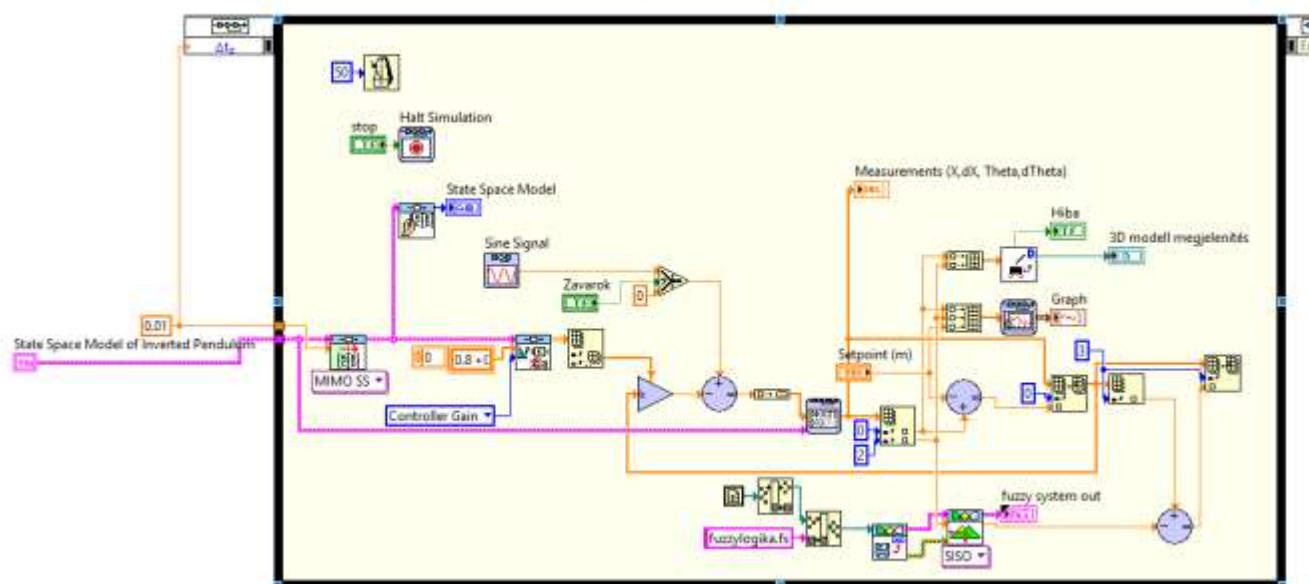 50
stop
Halt Simulation
State Space Model
Sine Signal
Zavarok
0
0.01
State Space Model of Inverted Pendulum
MIMO SS
0
Controller Gain
Measurements (X,dX, Theta,dTheta)
Hiba
3D modell megjelenítés
Graph
Setpoint (m)
3
0
0
2
fuzzy system out
fuzzylogika.fs
SISO